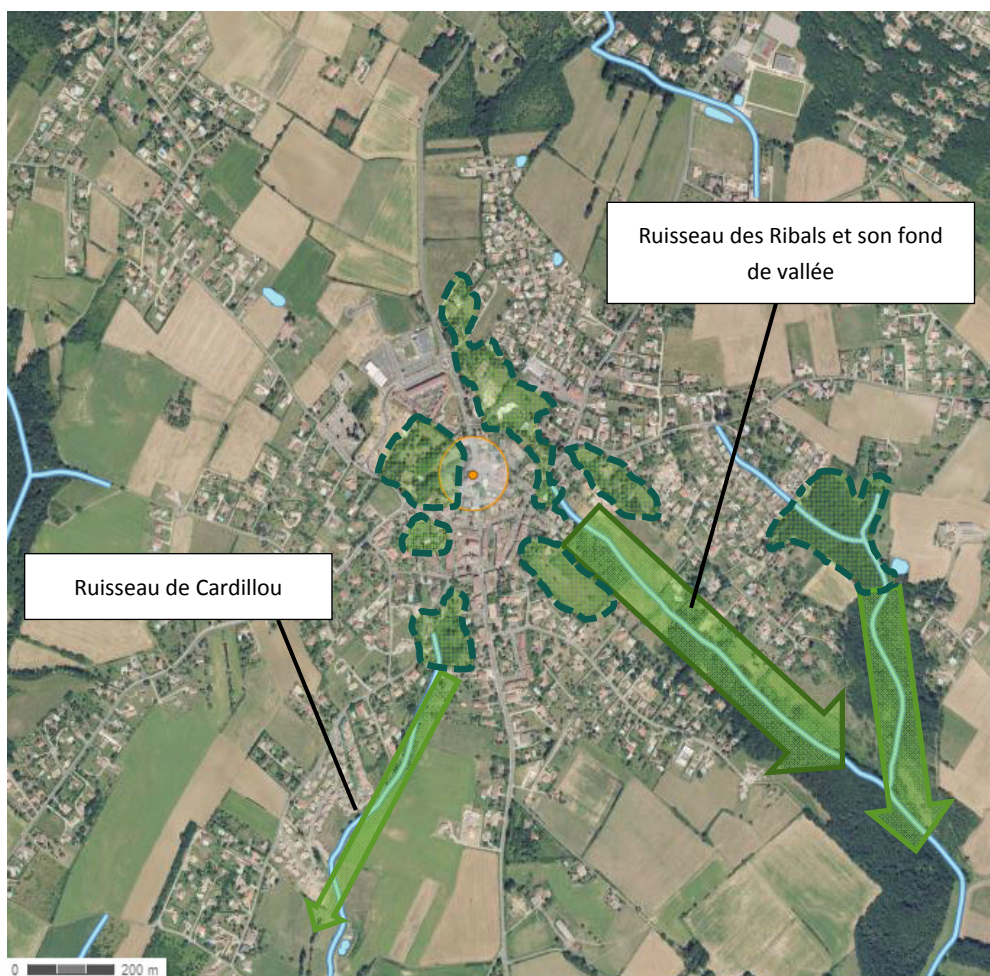 Ruisseau des Ribals et son fond
de vallée
Ruisseau de Cardillou
0 200 m